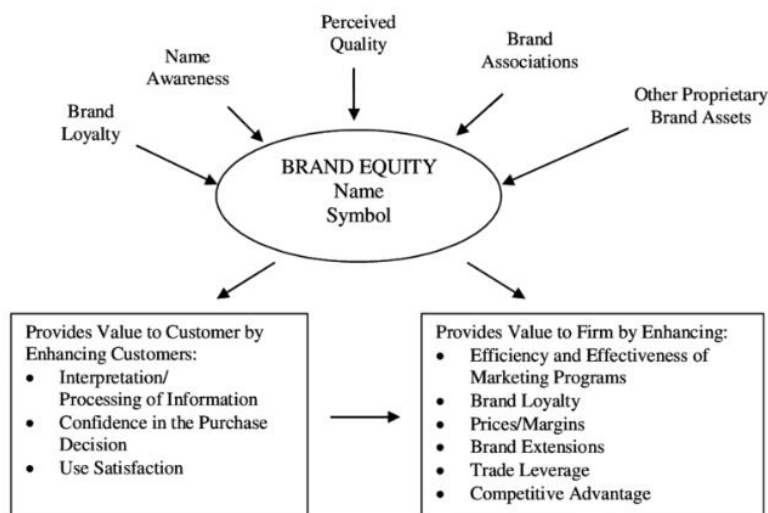 Perceived
Quality
Name
Awareness
Brand
Associations
Brand
Loyalty
Other Proprietary
Brand Assets
BRAND EQUITY
Name
Symbol
Provides Value to Customer by
Enhancing Customers:
• Interpretation/
Processing of Information
• Confidence in the Purchase
Decision
• Use Satisfaction
Provides Value to Firm by Enhancing:
• Efficiency and Effectiveness of
Marketing Programs
• Brand Loyalty
• Prices/Margins
• Brand Extensions
• Trade Leverage
• Competitive Advantage